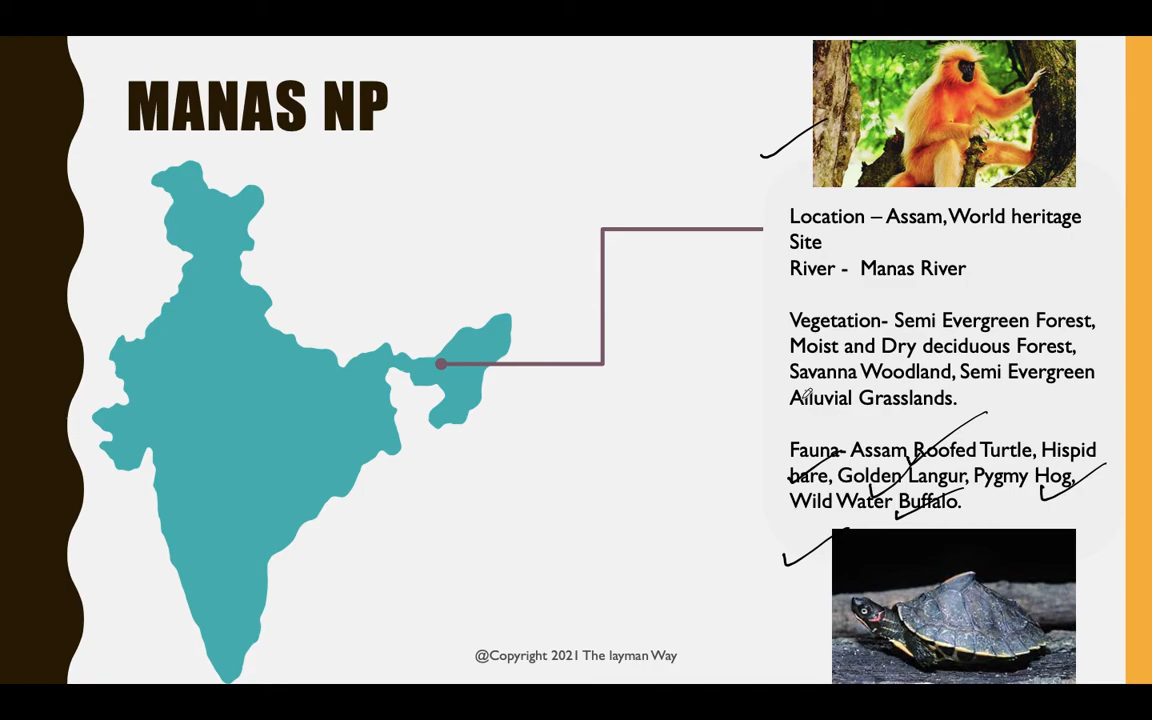 MANAS NP
Location – Assam, World heritage
Site
River - Manas River
Vegetation- Semi Evergreen Forest,
Moist and Dry deciduous Forest,
Savanna Woodland, Semi Evergreen
Alluvial Grasslands.
Fauna- Assam Roofed Turtle, Hispid
hare, Golden Langur, Pygmy Hog,
Wild Water Buffalo.
@Copyright 2021 The layman Way